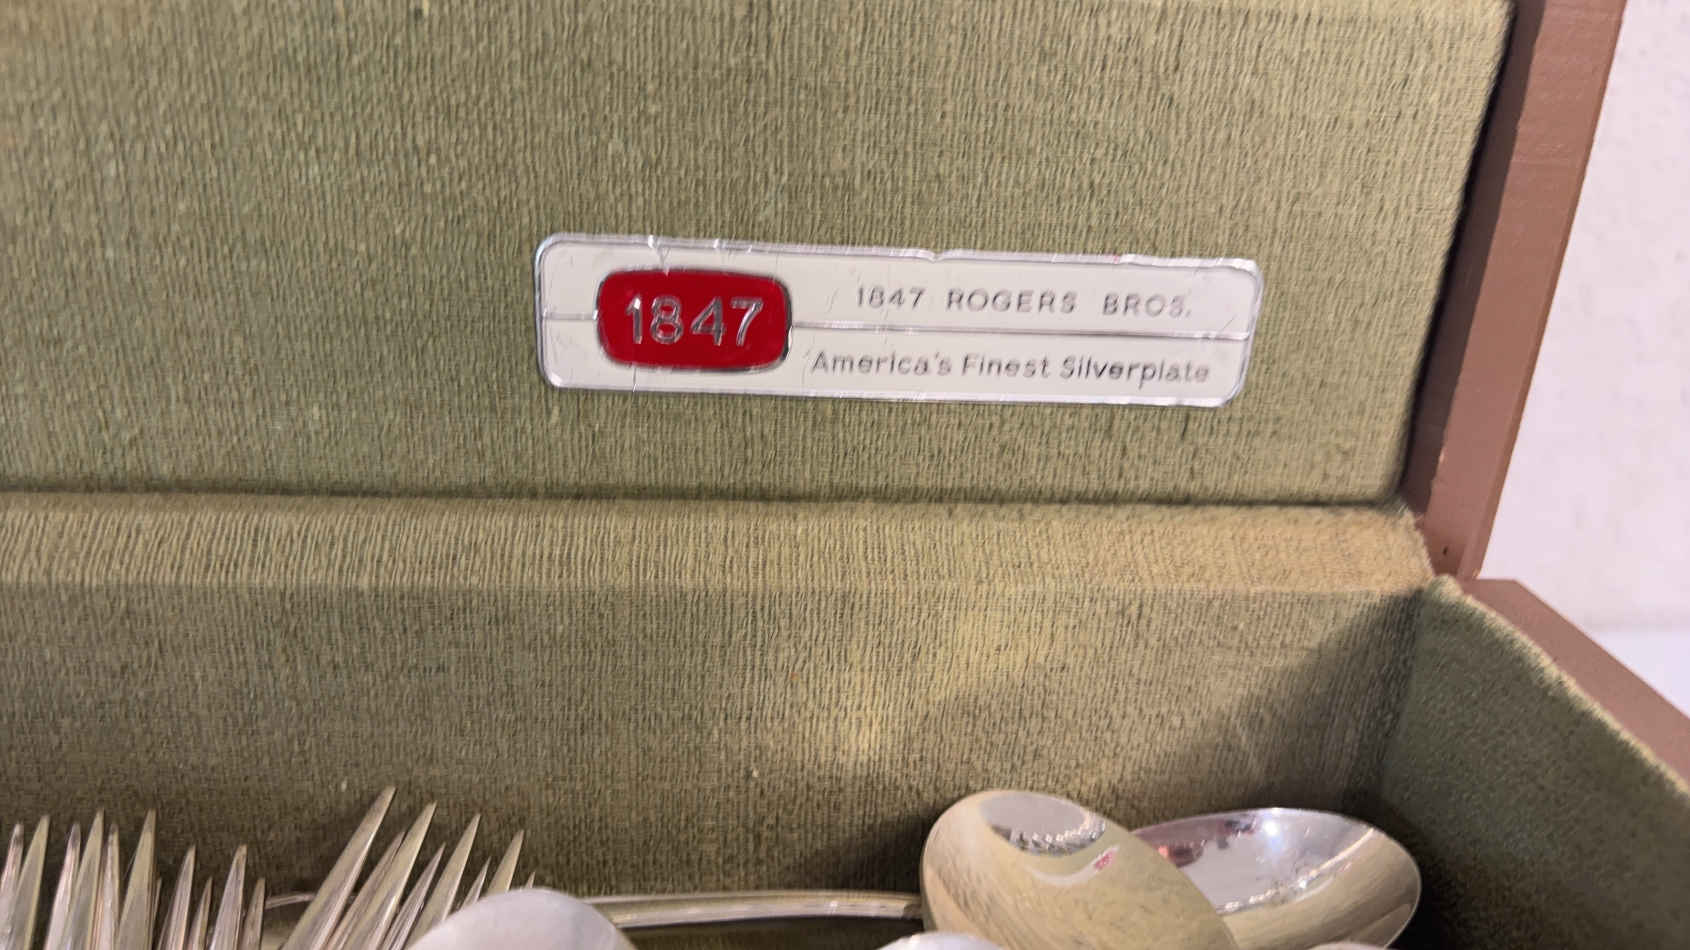 1847
1847 ROGERS BROS.
America's Finest Silverplate